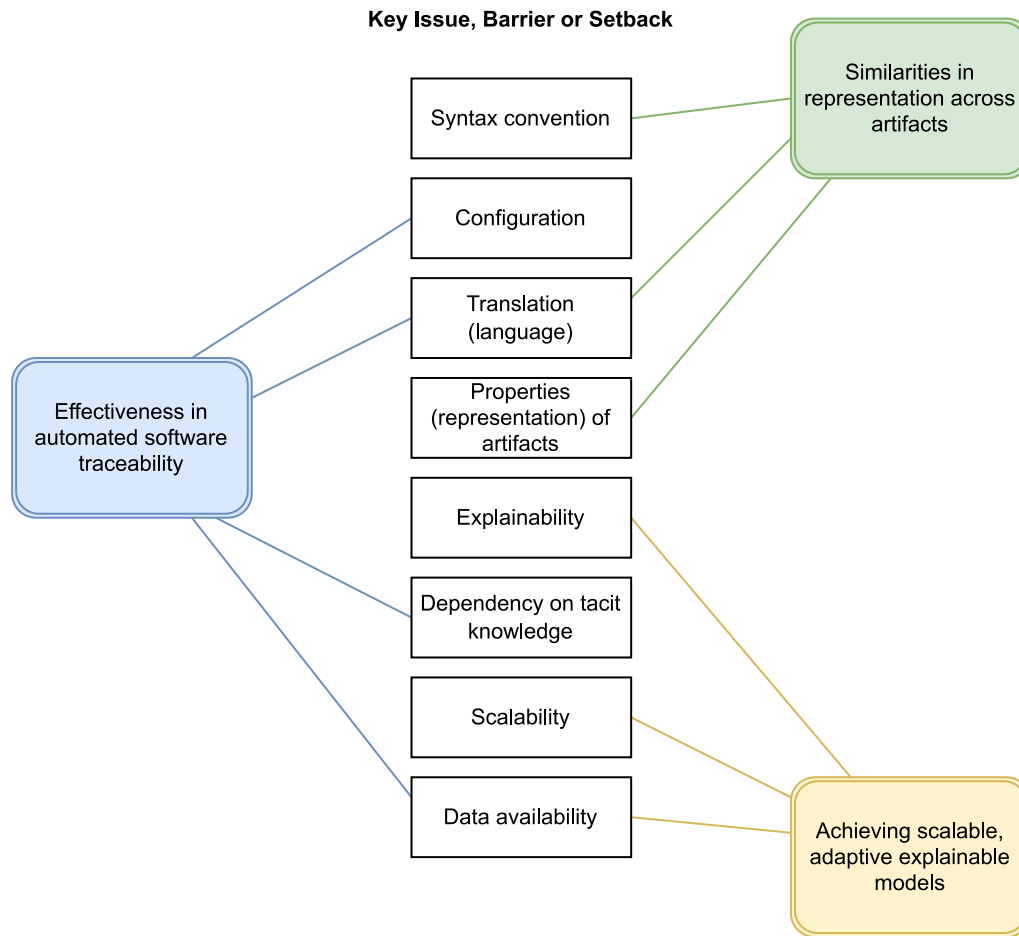 Key Issue, Barrier or Setback
Similarities in
representation across
artifacts
Syntax convention
Configuration
Translation
(language)
Properties
(representation) of
artifacts
Effectiveness in
automated software
traceability
Explainability
Dependency on tacit
knowledge
Scalability
Data availability
Achieving scalable,
adaptive explainable
models